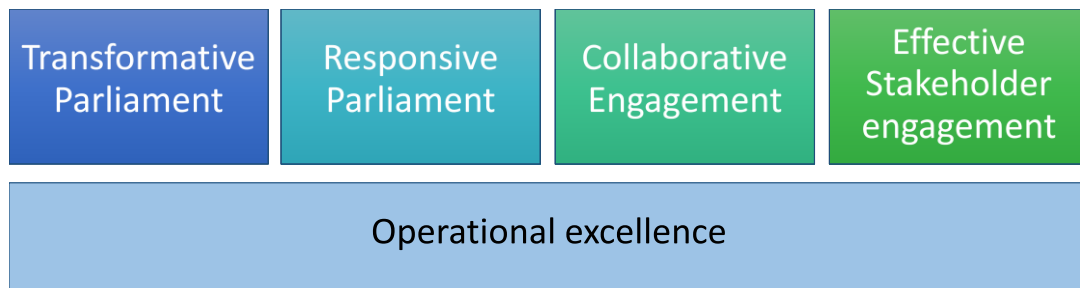 Transformative
Parliament
Responsive
Parliament
Collaborative
Engagement
Effective
Stakeholder
engagement
Operational excellence